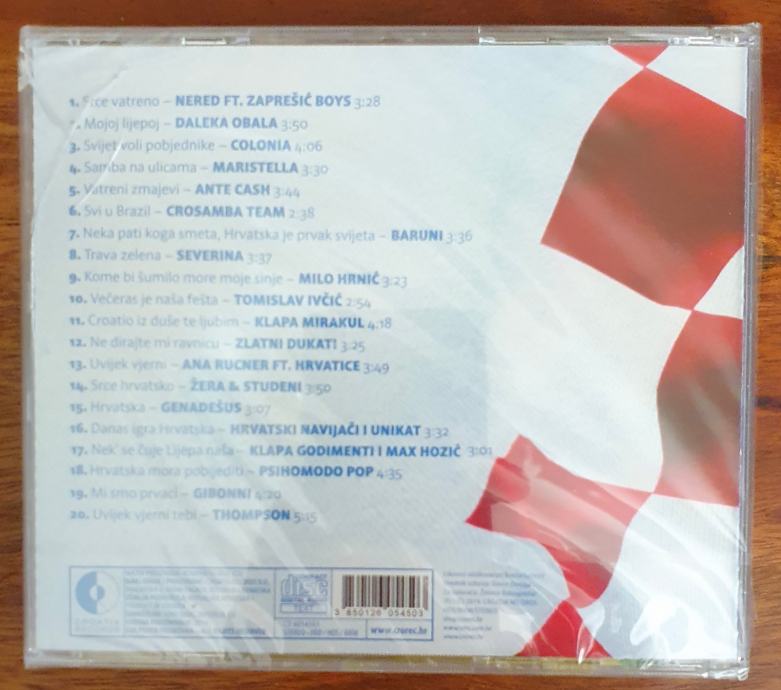 1. Srce vatreno – NERED FT. ZAPREŠIĆ BOYS 3:28
2. Mojoj lijepoj – DALEKA OBALA 3:50
3. Svijet voli pobjednike – COLONIA 4:06
4. Samba na ulicama – MARISTELLA 3:30
5. Vatreni zmajevi – ANTE CASH 3:44
6. Svi u Brazil – CROSAMBA TEAM 2:38
7. Neka pati koga smeta, Hrvatska je prvak svijeta – BARUNI 3:36
8. Trava zelena – SEVERINA 3:37
9. Kome bi šumilo more moje sinje – MILO HRNIĆ 3:23
10. Večeras je naša fešta – TOMISLAV IVČIĆ 2:54
11. Croatio iz duše te ljubim – KLAPA MIRAKUL 4:18
12. Ne dirajte mi ravnicu – ZLATNI DUKATI 3:25
13. Uvijek vjerni – ANA RUCNER FT. HRVATICE 3:49
14. Srce hrvatsko – ŽERA & STUDENI 3:50
15. Hrvatska – GENADEŠUS 3:07
16. Danas igra Hrvatska – HRVATSKI NAVIJAČI I UNIKAT 3:32
17. Nek' se čuje Lijepa naša – KLAPA GODIMENTI I MAX HOZIĆ 3:01
18. Hrvatska mora pobijediti – PSIHOMODO POP 4:35
19. Mi smo prvaci – GIBONNI 4:20
20. Uvijek vjerni tebi – THOMPSON 5:15
CROATIA
COMPACT
disc
DIGITAL AUDIO
TEXT
3 850126 054503
www.crorec.hr